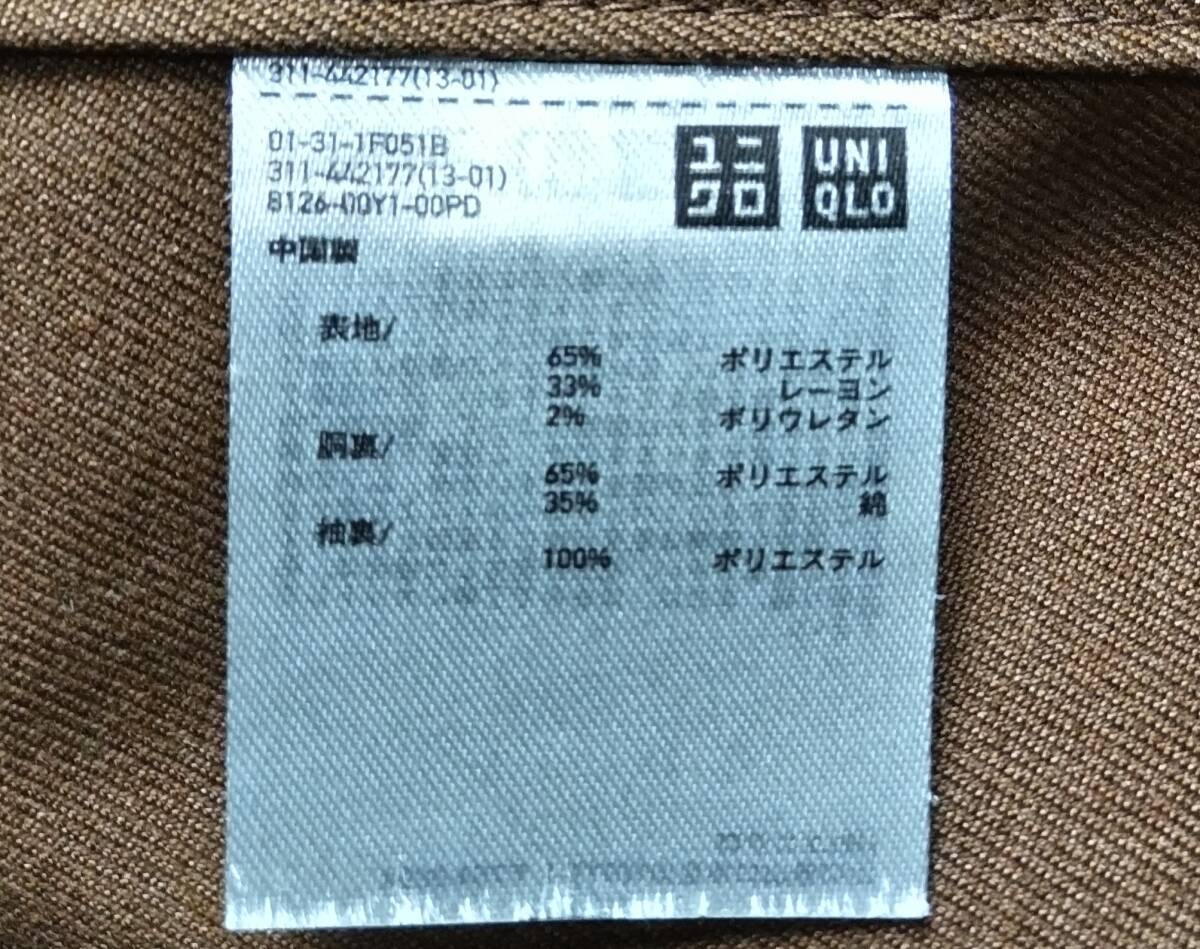 311-442177(13-01)
01-31-1F051B
311-442177(13-01)
8126-00Y1-00PD
ユニ
クロ
UNI
QLO
中国製
表地/
65% ポリエステル
33% レーヨン
2% ポリウレタン
胴裏/
65% ポリエステル
35% 綿
袖裏/
100% ポリエステル